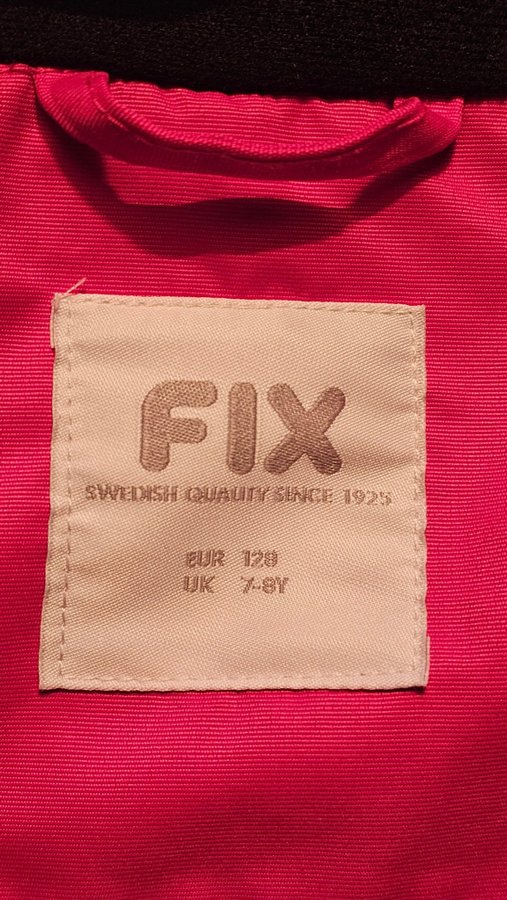 FIX
SWEDISH QUALITY SINCE 1925
EUR 128
UK 7-8Y